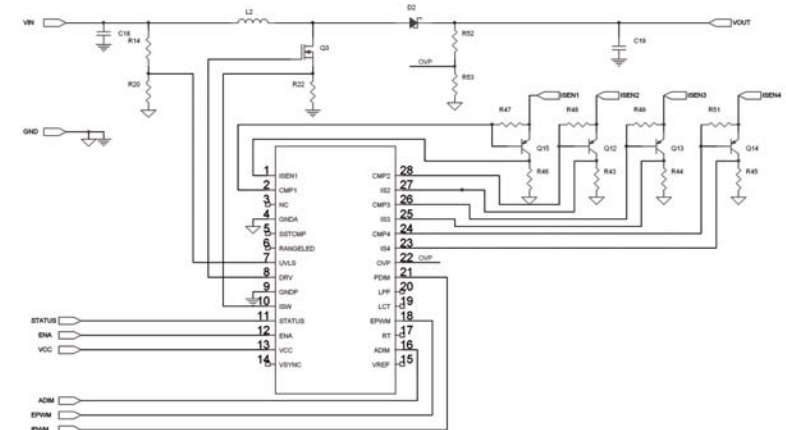 VIN
L2
D2
VOUT
C18
R14
Q3
R52
C19
OVP
R20
R22
R53
ISEN1
ISEN2
ISEN3
ISEN4
R47
R48
R49
R51
GND
Q15
Q12
Q13
Q14
R46
R43
R44
R45
1 ISEN1 CMP2 28
2 CMP1 IS2 27
3 NC CMP3 26
4 GNDA IS3 25
5 SSTCMP CMP4 24
6 RANGELED IS4 23
7 UVLS OVP 22 OVP
8 DRV PDIM 21
9 GNDP LPF 20
10 ISW LCT 19
STATUS 11 STATUS EPWM 18
ENA 12 ENA RT 17
VCC 13 VCC ADIM 16
14 VSYNC VREF 15
ADIM
EPWM